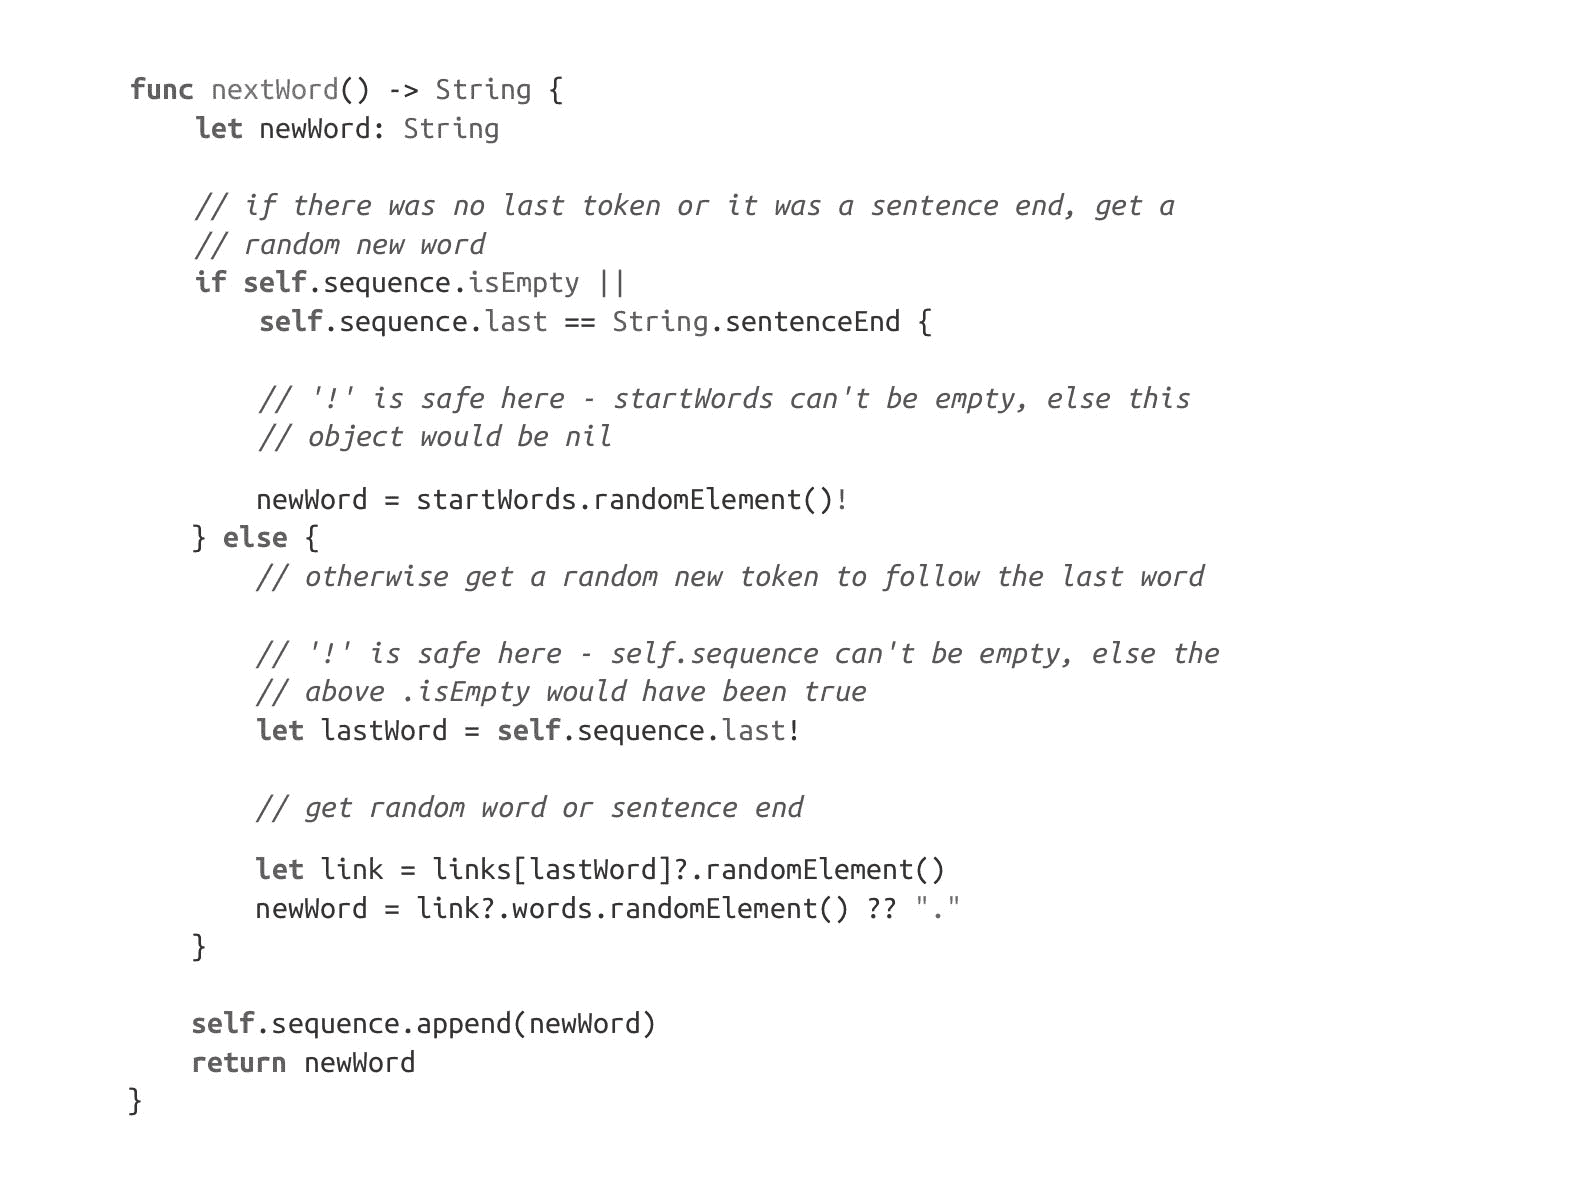 func nextWord() -> String {
    let newWord: String

    // if there was no last token or it was a sentence end, get a
    // random new word
    if self.sequence.isEmpty ||
        self.sequence.last == String.sentenceEnd {

        // '!' is safe here - startWords can't be empty, else this
        // object would be nil

        newWord = startWords.randomElement()!
    } else {
        // otherwise get a random new token to follow the last word

        // '!' is safe here - self.sequence can't be empty, else the
        // above .isEmpty would have been true
        let lastWord = self.sequence.last!

        // get random word or sentence end

        let link = links[lastWord]?.randomElement()
        newWord = link?.words.randomElement() ?? "."
    }

    self.sequence.append(newWord)
    return newWord
}